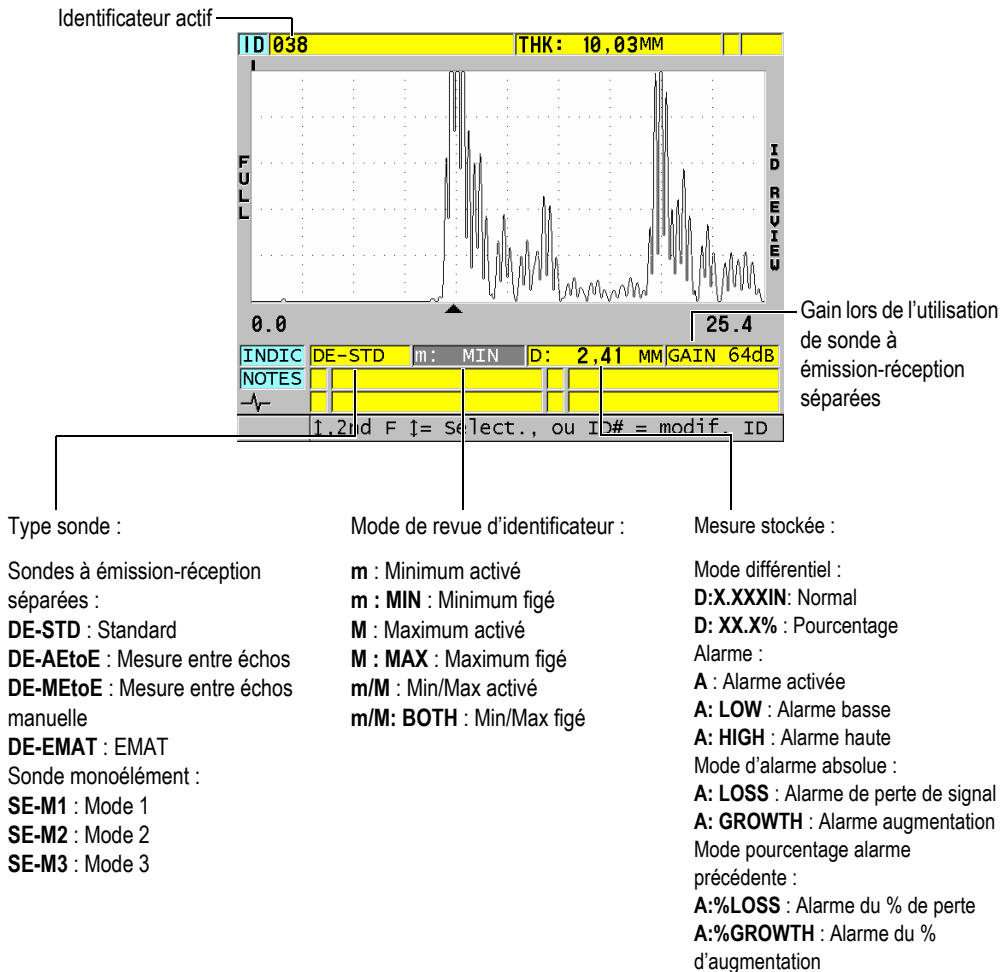 Identificateur actif
ID 038 THK: 10,03MM
FULL
ID REVIEW
0.0 25.4
INDIC DE-STD m: MIN D: 2,41 MM GAIN 64dB
NOTES
↕,2nd F ↕= Sélect., ou ID# = modif. ID
Gain lors de l'utilisation
de sonde à
émission-réception
séparées
Type sonde :
Sondes à émission-réception
séparées :
DE-STD : Standard
DE-AEtoE : Mesure entre échos
DE-MEtoE : Mesure entre échos
manuelle
DE-EMAT : EMAT
Sonde monoélément :
SE-M1 : Mode 1
SE-M2 : Mode 2
SE-M3 : Mode 3
Mode de revue d'identificateur :
m : Minimum activé
m : MIN : Minimum figé
M : Maximum activé
M : MAX : Maximum figé
m/M : Min/Max activé
m/M: BOTH : Min/Max figé
Mesure stockée :
Mode différentiel :
D:X.XXXIN: Normal
D: XX.X% : Pourcentage
Alarme :
A : Alarme activée
A: LOW : Alarme basse
A: HIGH : Alarme haute
Mode d'alarme absolue :
A: LOSS : Alarme de perte de signal
A: GROWTH : Alarme augmentation
Mode pourcentage alarme
précédente :
A:%LOSS : Alarme du % de perte
A:%GROWTH : Alarme du %
d'augmentation